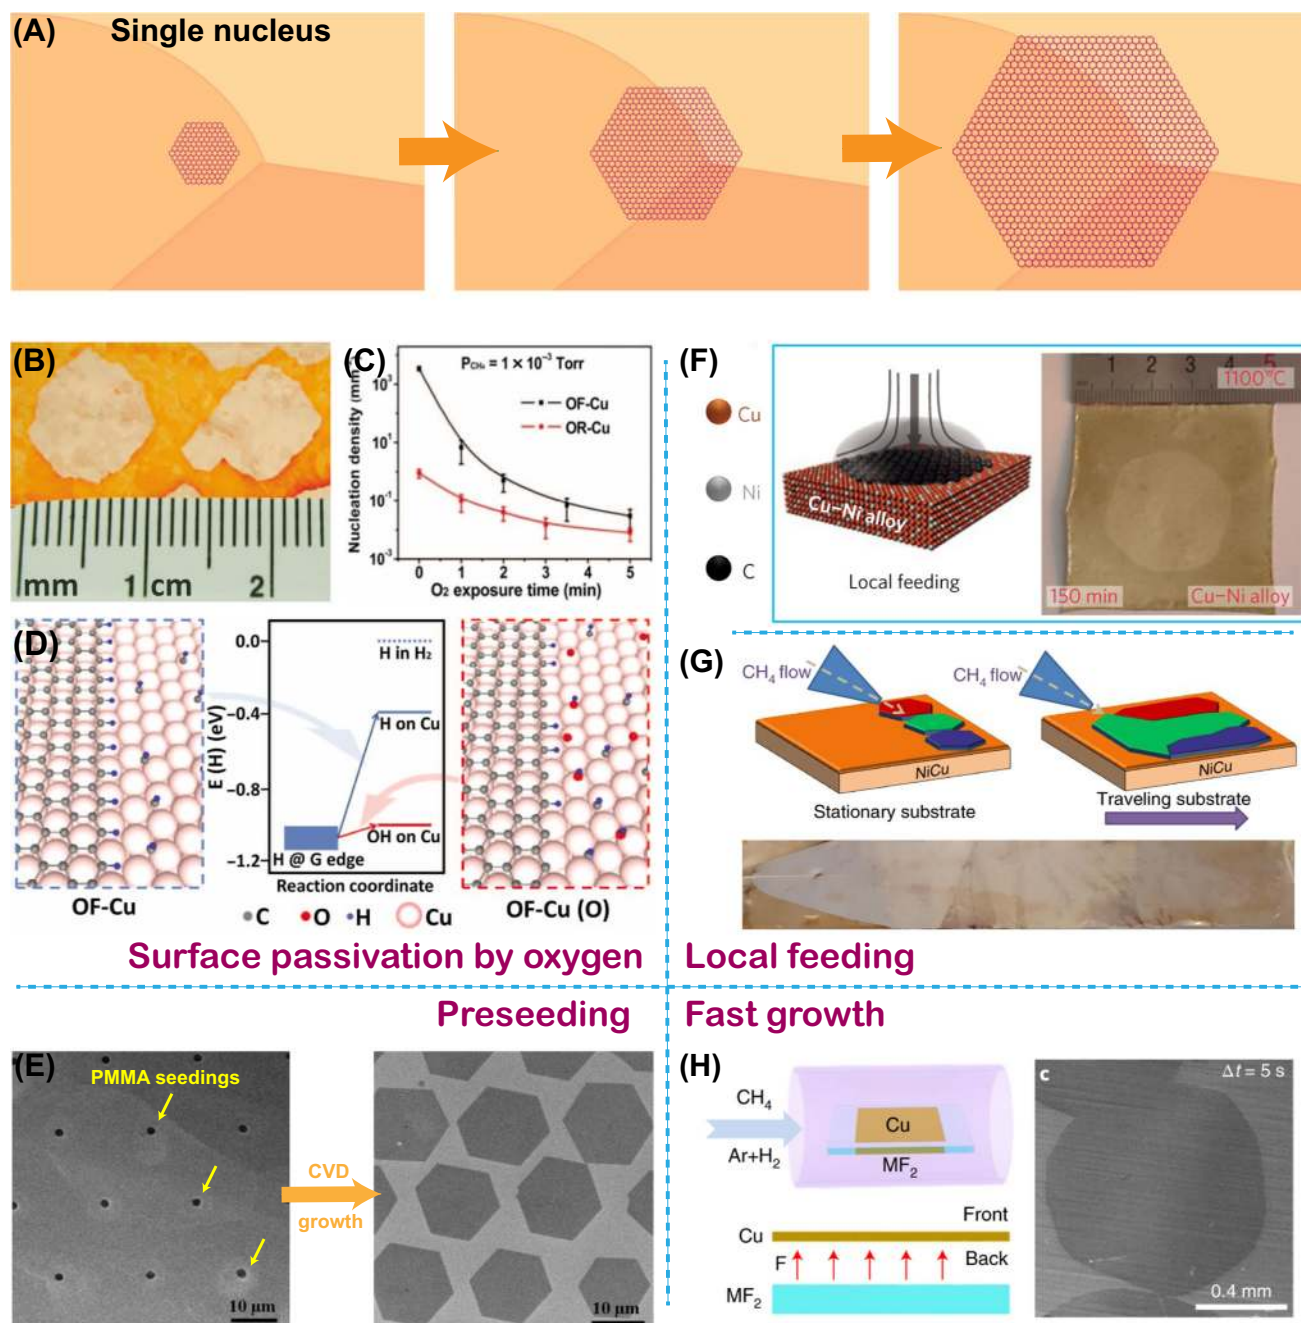 (A) Single nucleus
(B)
mm 1 cm 2
(C)
P_CH₄ = 1 × 10⁻³ Torr
OF-Cu
OR-Cu
Nucleation density (mm⁻²)
10³
10¹
10⁻¹
10⁻³
0 1 2 3 4 5
O₂ exposure time (min)
(D)
OF-Cu
E (H) (eV)
0.0
−0.4
−0.8
−1.2
H in H₂
H on Cu
OH on Cu
H @ G edge
Reaction coordinate
OF-Cu (O)
C O H Cu
Surface passivation by oxygen
(F)
Cu
Ni
C
Cu–Ni alloy
Local feeding
1 2 3 4 5
1100°C
150 min
Cu–Ni alloy
(G)
CH₄ flow
NiCu
Stationary substrate
CH₄ flow
NiCu
Traveling substrate
Local feeding
Preseeding
(E)
PMMA seedings
10 μm
CVD
growth
10 μm
Fast growth
(H)
CH₄
Ar+H₂
Cu
MF₂
Front
Cu
Back
F
MF₂
c
Δt = 5 s
0.4 mm